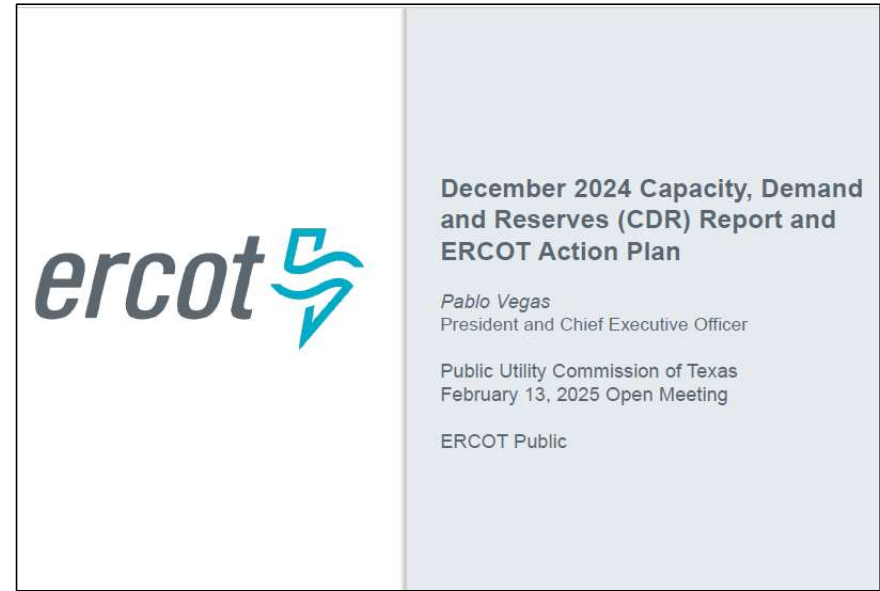 ercot
December 2024 Capacity, Demand
and Reserves (CDR) Report and
ERCOT Action Plan
Pablo Vegas
President and Chief Executive Officer
Public Utility Commission of Texas
February 13, 2025 Open Meeting
ERCOT Public